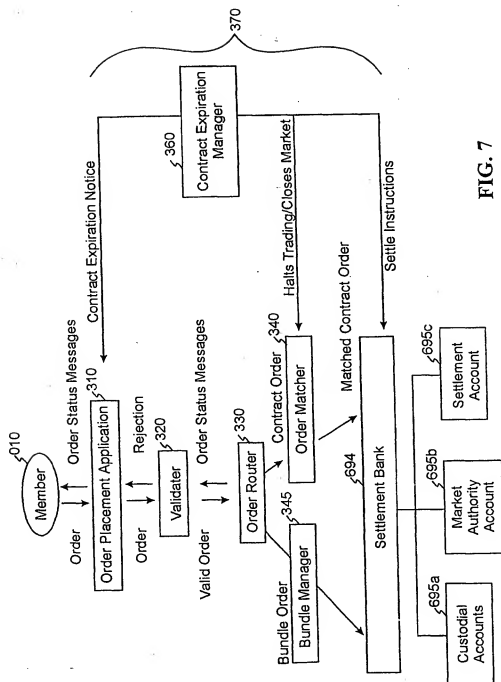 010
Member
Order
Order Status Messages
310
Order Placement Application
Order
Rejection
320
Validater
Valid Order
Order Status Messages
330
Order Router
Bundle Order
345
Bundle Manager
Contract Order
340
Order Matcher
Matched Contract Order
694
Settlement Bank
695a
Custodial
Accounts
695b
Market
Authority
Account
695c
Settlement
Account
Contract Expiration Notice
360
Contract Expiration
Manager
Halts Trading/Closes Market
Settle Instructions
370
FIG. 7